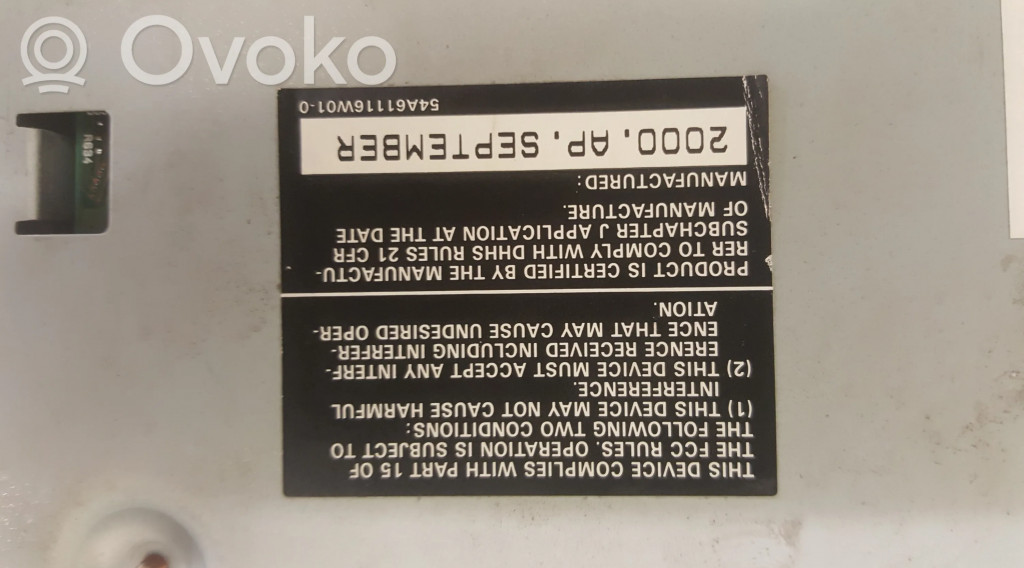 Ovoko
THIS DEVICE COMPLIES WITH PART 15 OF
THE FCC RULES. OPERATION IS SUBJECT TO
THE FOLLOWING TWO CONDITIONS:
(1) THIS DEVICE MAY NOT CAUSE HARMFUL
INTERFERENCE.
(2) THIS DEVICE MUST ACCEPT ANY INTERF-
ERENCE RECEIVED INCLUDING INTERFER-
ENCE THAT MAY CAUSE UNDESIRED OPER-
ATION.
PRODUCT IS CERTIFIED BY THE MANUFACTU-
RER TO COMPLY WITH DHHS RULES 21 CFR
SUBCHAPTER J APPLICATION AT THE DATE
OF MANUFACTURE.
MANUFACTURED:
2000. AP. SEPTEMBER
54A61116W01-0
R634